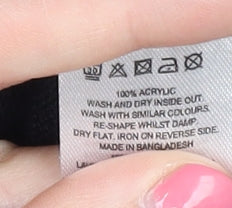 100% ACRYLIC
WASH AND DRY INSIDE OUT.
WASH WITH SIMILAR COLOURS.
RE-SHAPE WHILST DAMP.
DRY FLAT. IRON ON REVERSE SIDE.
MADE IN BANGLADESH